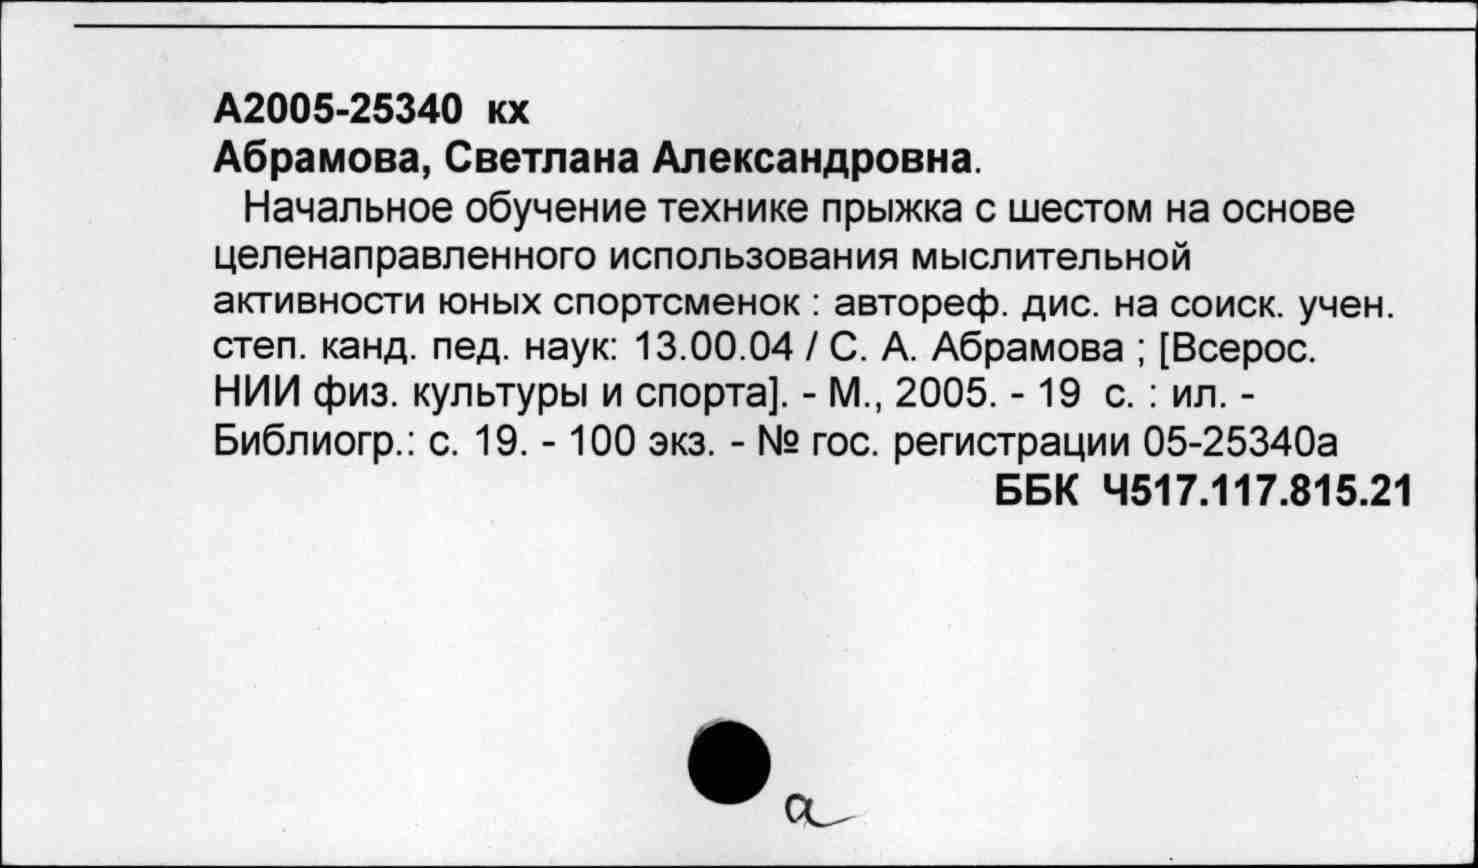 А2005-25340 кх
Абрамова, Светлана Александровна.
Начальное обучение технике прыжка с шестом на основе
целенаправленного использования мыслительной
активности юных спортсменок : автореф. дис. на соиск. учен.
степ. канд. пед. наук: 13.00.04 / С. А. Абрамова ; [Всерос.
НИИ физ. культуры и спорта]. - М., 2005. - 19 с. : ил. -
Библиогр.: с. 19. - 100 экз. - № гос. регистрации 05-25340а
ББК Ч517.117.815.21
а